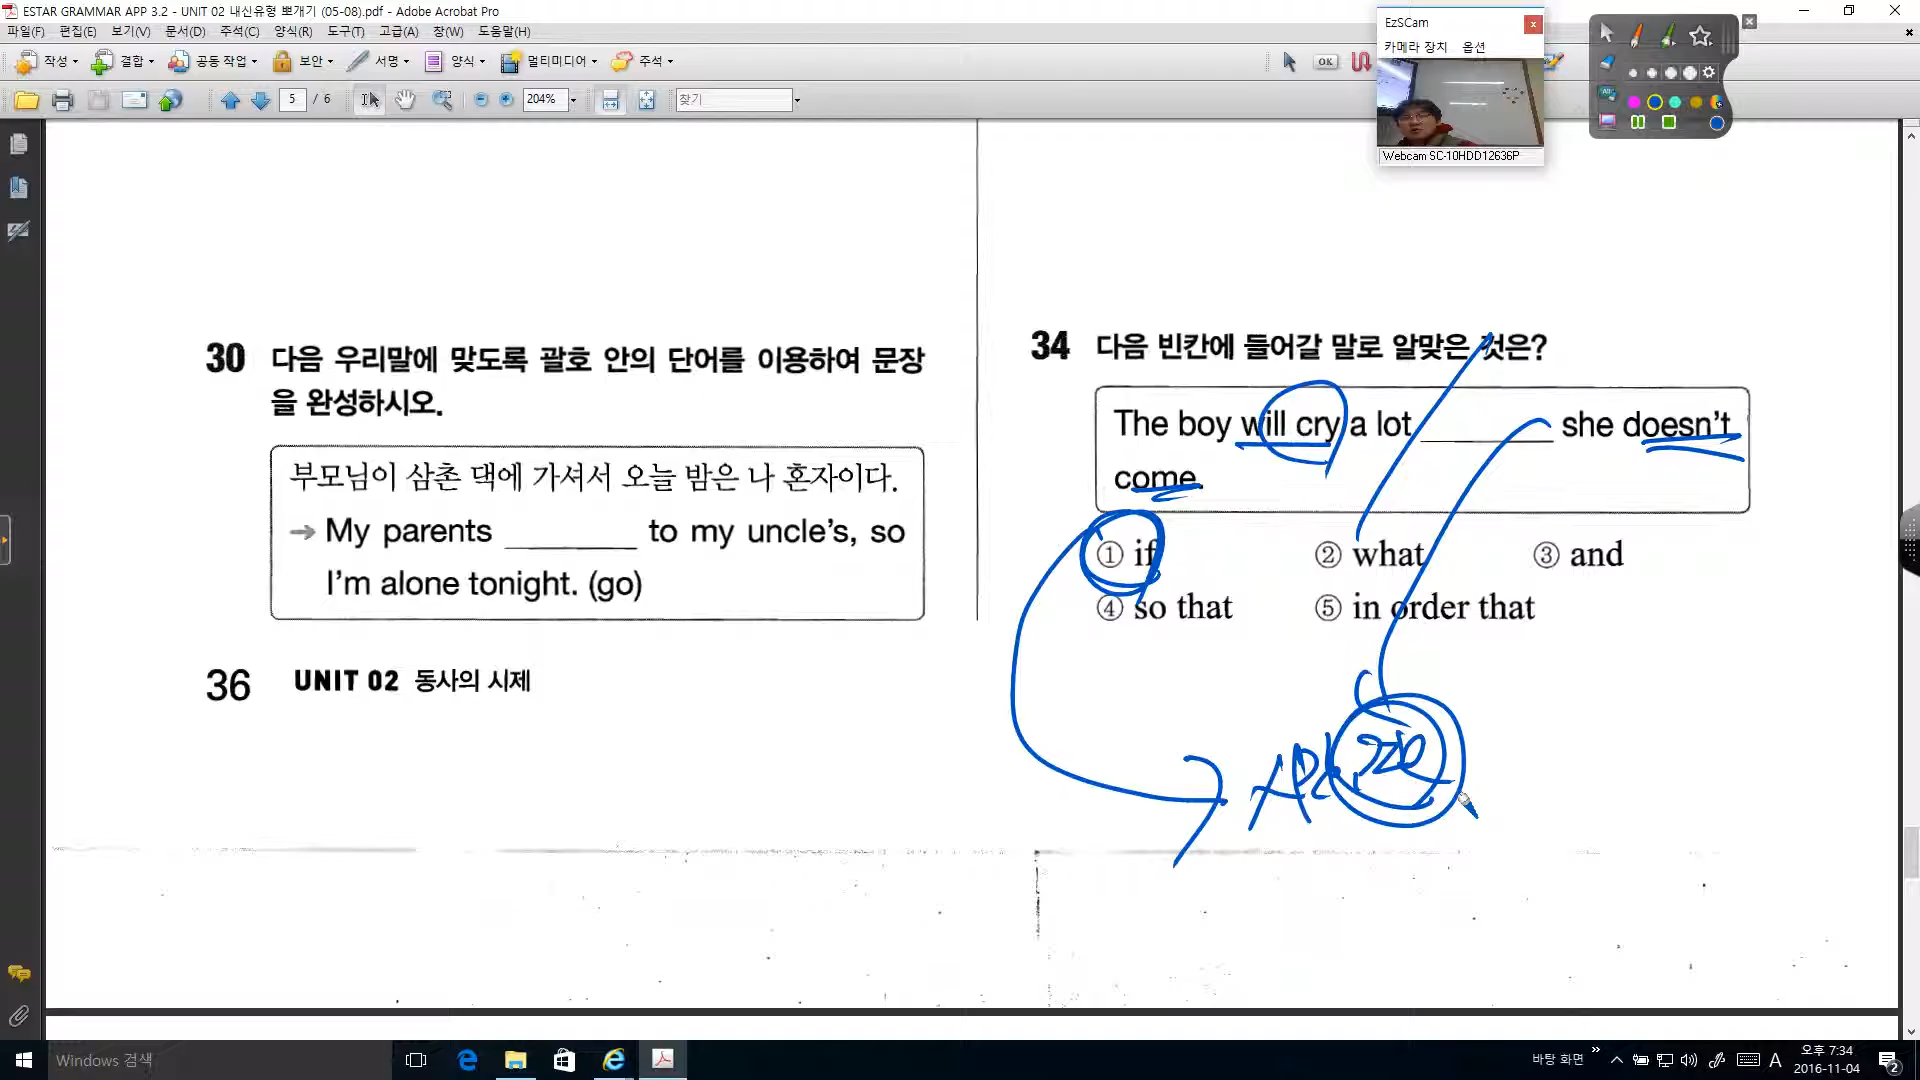 ESTAR GRAMMAR APP 3.2 - UNIT 02 내신유형 뽀개기 (05-08).pdf - Adobe Acrobat Pro
파일(F) 편집(E) 보기(V) 문서(D) 주석(C) 양식(R) 도구(T) 고급(A) 창(W) 도움말(H)
작성 결합 공동 작업 보안 서명 양식 멀티미디어 주석
OK
5 / 6 204% 찾기
EzSCam
카메라 장치 옵션
Webcam SC-10HDD12636P
30 다음 우리말에 맞도록 괄호 안의 단어를 이용하여 문장
을 완성하시오.
부모님이 삼촌 댁에 가셔서 오늘 밤은 나 혼자이다.
→ My parents ________ to my uncle's, so
I'm alone tonight. (go)
36 UNIT 02 동사의 시제
34 다음 빈칸에 들어갈 말로 알맞은 것은?
The boy will cry a lot ________ she doesn't
come.
① if ② what ③ and
④ so that ⑤ in order that
Windows 검색
바탕 화면
A
오후 7:34
2016-11-04
2